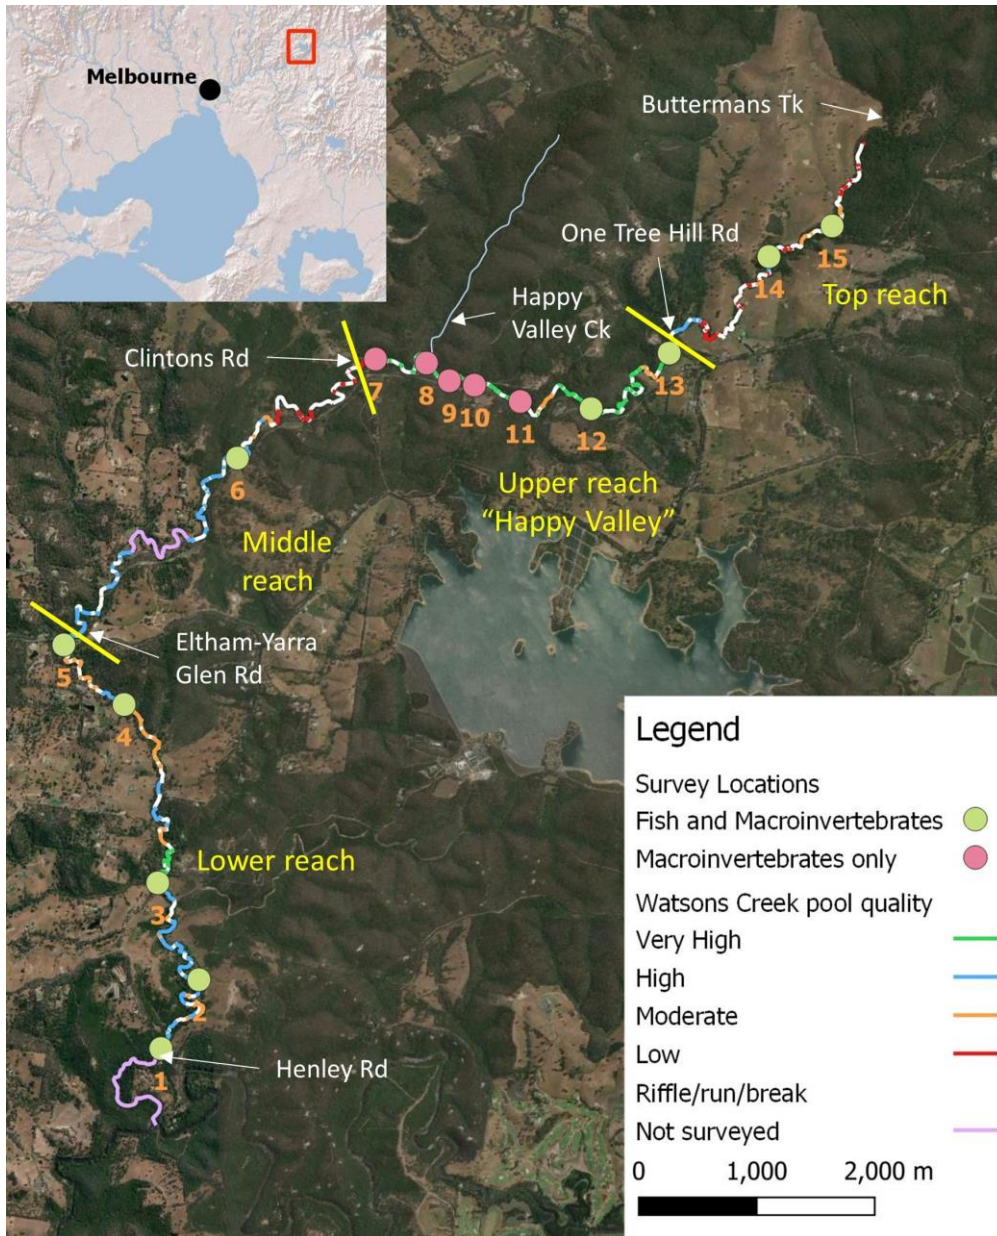 Melbourne
Buttermans Tk
One Tree Hill Rd
15
14
Top reach
Happy
Valley Ck
Clintons Rd
7
8
9
10
11
12
13
Upper reach
“Happy Valley”
6
Middle
reach
Eltham-Yarra
Glen Rd
5
4
Lower reach
3
2
Henley Rd
1
Legend
Survey Locations
Fish and Macroinvertebrates
Macroinvertebrates only
Watsons Creek pool quality
Very High
High
Moderate
Low
Riffle/run/break
Not surveyed
0 1,000 2,000 m